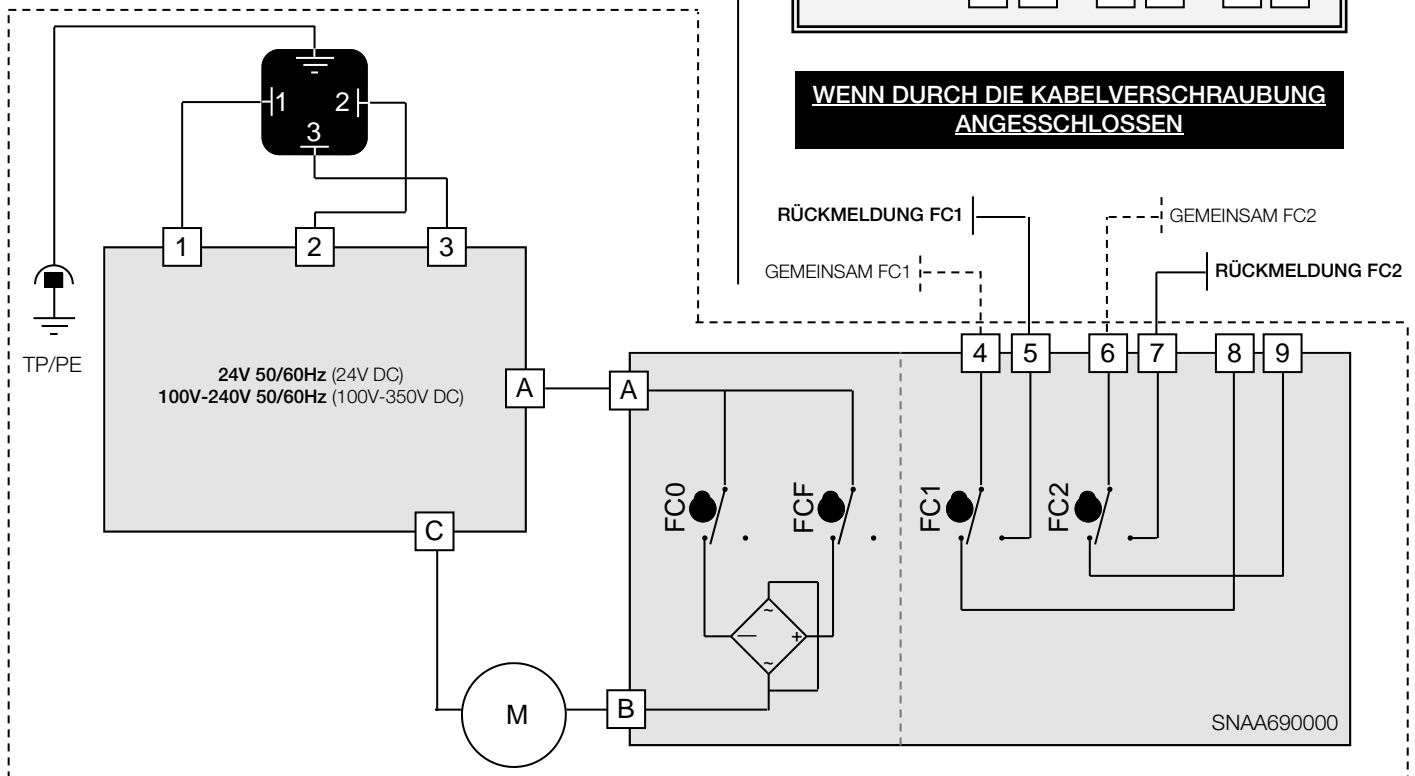 WENN DURCH DIE KABELVERSCHRAUBUNG
ANGESSCHLOSSEN
1
2
3
RÜCKMELDUNG FC1
GEMEINSAM FC2
GEMEINSAM FC1
RÜCKMELDUNG FC2
1
2
3
TP/PE
24V 50/60Hz (24V DC)
100V-240V 50/60Hz (100V-350V DC)
A
A
4
5
6
7
8
9
FC0
FCF
FC1
FC2
C
~
—
+
~
M
B
SNAA690000